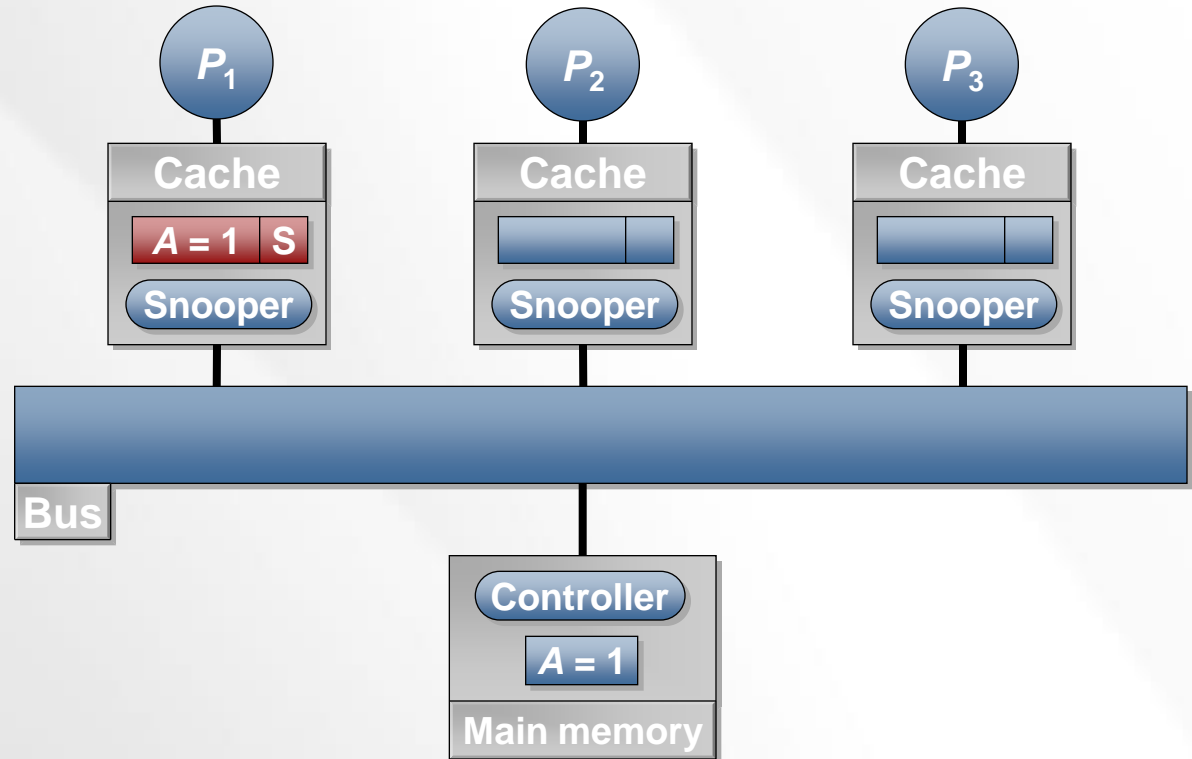 P1
P2
P3
Cache
Cache
Cache
A = 1 S
Snooper
Snooper
Snooper
Bus
Controller
A = 1
Main memory